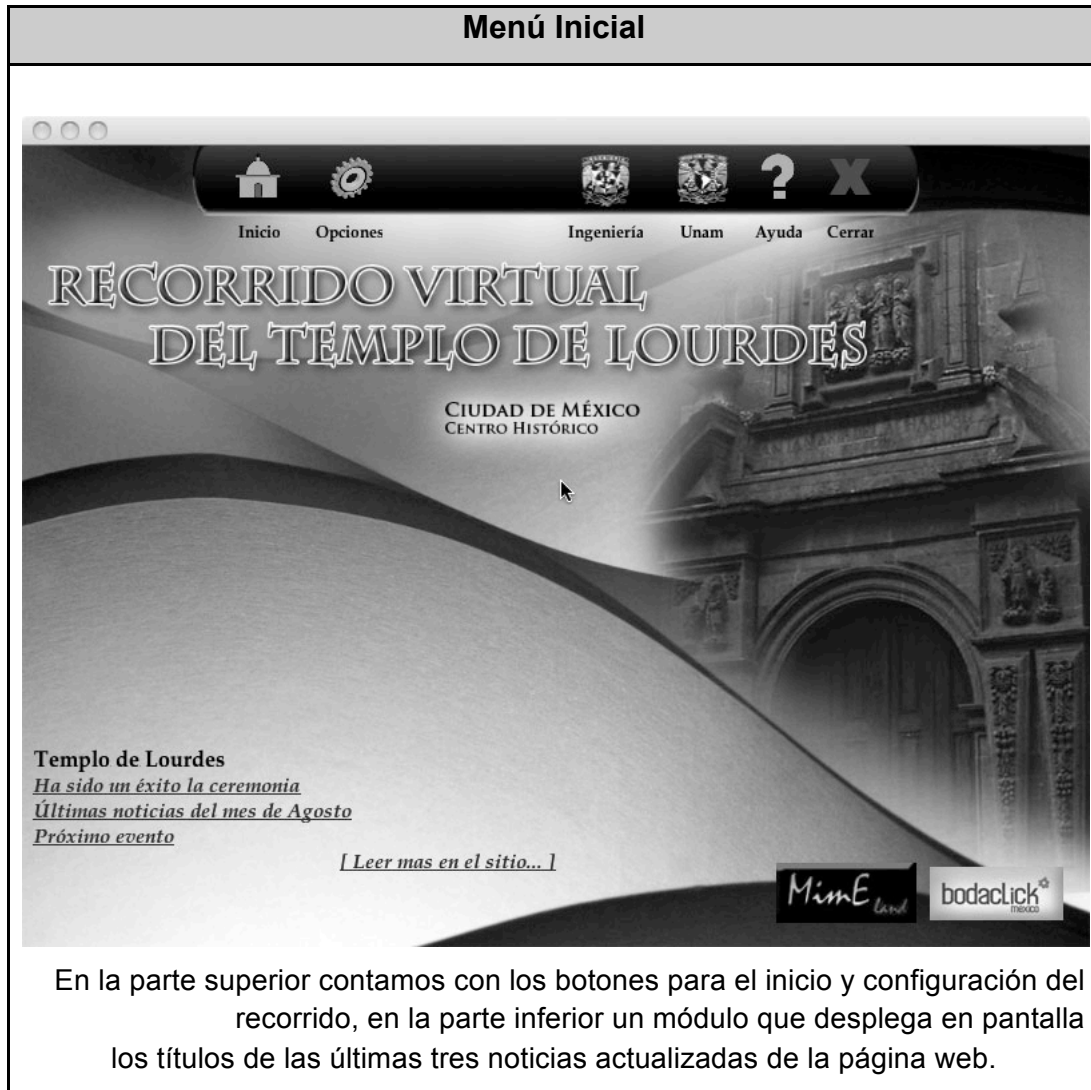 Menú Inicial
Inicio Opciones Ingeniería Unam Ayuda Cerrar
RECORRIDO VIRTUAL
DEL TEMPLO DE LOURDES
CIUDAD DE MÉXICO
CENTRO HISTÓRICO
Templo de Lourdes
Ha sido un éxito la ceremonia
Últimas noticias del mes de Agosto
Próximo evento
[ Leer mas en el sitio... ]
MimE land
bodaclick
méxico
En la parte superior contamos con los botones para el inicio y configuración del
recorrido, en la parte inferior un módulo que desplega en pantalla
los títulos de las últimas tres noticias actualizadas de la página web.